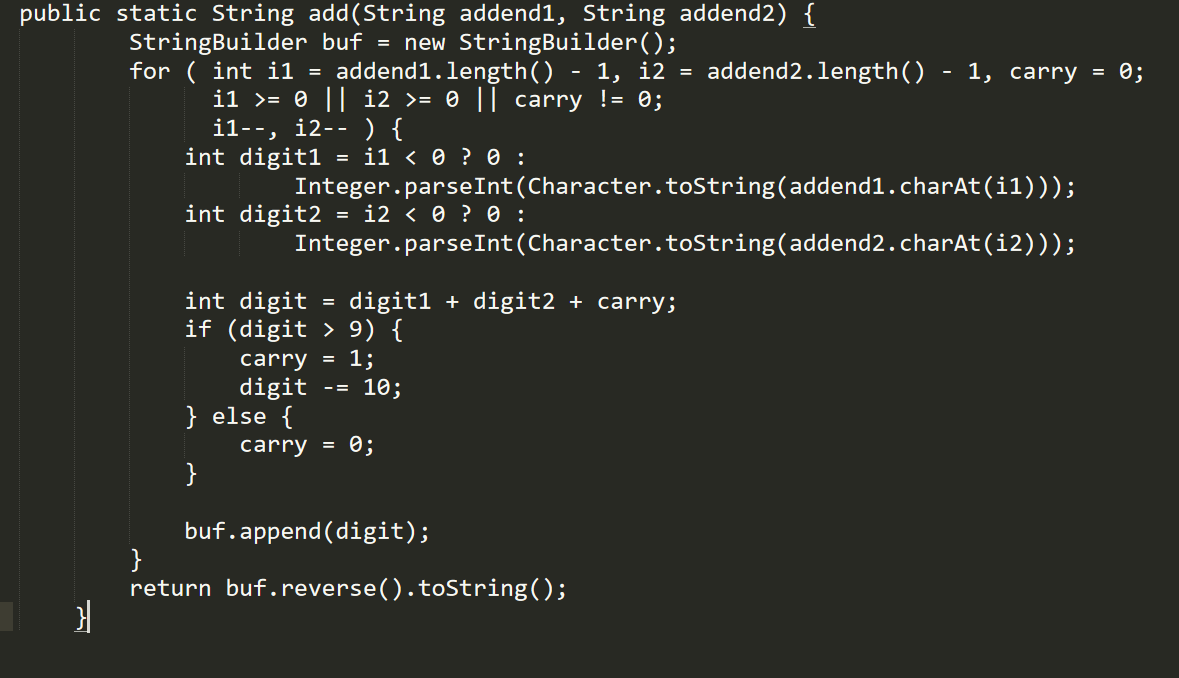 public static String add(String addend1, String addend2) {
StringBuilder buf = new StringBuilder();
for ( int i1 = addend1.length() - 1, i2 = addend2.length() - 1, carry = 0;
i1 >= 0 || i2 >= 0 || carry != 0;
i1--, i2-- ) {
int digit1 = i1 < 0 ? 0 :
Integer.parseInt(Character.toString(addend1.charAt(i1)));
int digit2 = i2 < 0 ? 0 :
Integer.parseInt(Character.toString(addend2.charAt(i2)));
int digit = digit1 + digit2 + carry;
if (digit > 9) {
carry = 1;
digit -= 10;
} else {
carry = 0;
}
buf.append(digit);
}
return buf.reverse().toString();
}